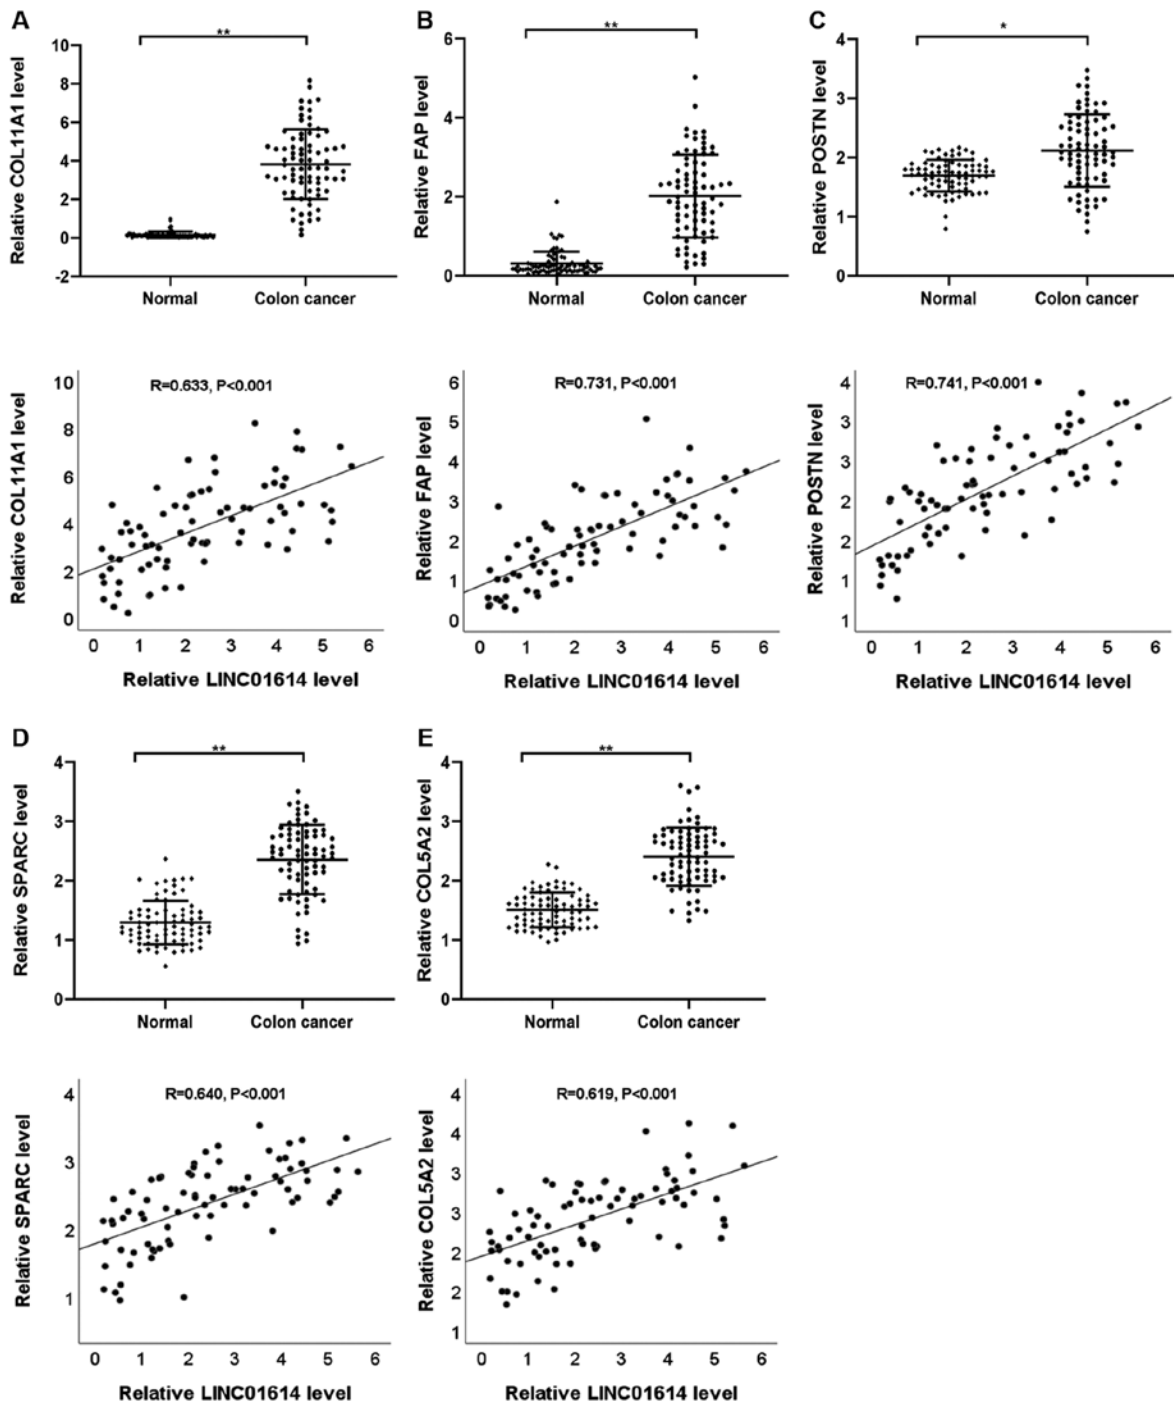 A
**
Relative COL11A1 level
10
8
6
4
2
0
-2
Normal
Colon cancer
B
**
Relative FAP level
6
4
2
0
Normal
Colon cancer
C
*
Relative POSTN level
4
3
2
1
0
Normal
Colon cancer
R=0.633, P<0.001
Relative COL11A1 level
10
8
6
4
2
0
0 1 2 3 4 5 6
Relative LINC01614 level
R=0.731, P<0.001
Relative FAP level
6
5
4
3
2
1
0
0 1 2 3 4 5 6
Relative LINC01614 level
R=0.741, P<0.001
Relative POSTN level
4
3
3
2
2
1
1
0 1 2 3 4 5 6
Relative LINC01614 level
D
**
Relative SPARC level
4
3
2
1
0
Normal
Colon cancer
E
**
Relative COL5A2 level
4
3
2
1
0
Normal
Colon cancer
R=0.640, P<0.001
Relative SPARC level
4
3
2
1
0 1 2 3 4 5 6
Relative LINC01614 level
R=0.619, P<0.001
Relative COL5A2 level
4
4
3
3
2
2
1
0 1 2 3 4 5 6
Relative LINC01614 level